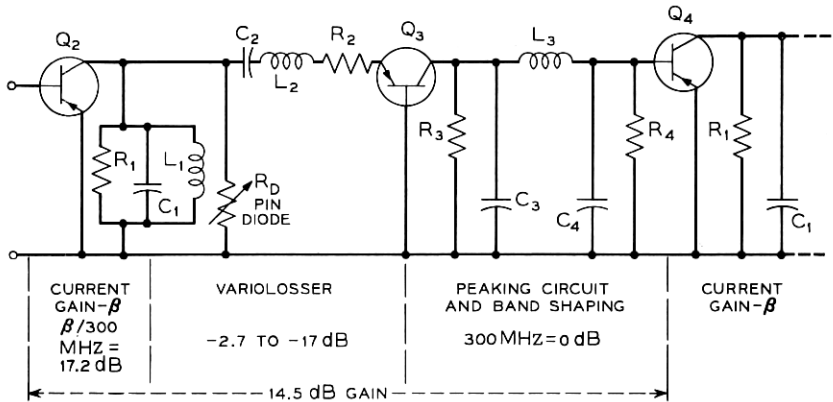 Q2
C2
L2
R2
Q3
L3
Q4
R1
C1
L1
RD
PIN
DIODE
R3
C3
C4
R4
R1
C1
CURRENT
GAIN-β
β/300
MHz =
17.2 dB
VARIOLOSSER
-2.7 TO -17 dB
PEAKING CIRCUIT
AND BAND SHAPING
300 MHz = 0 dB
CURRENT
GAIN-β
14.5 dB GAIN